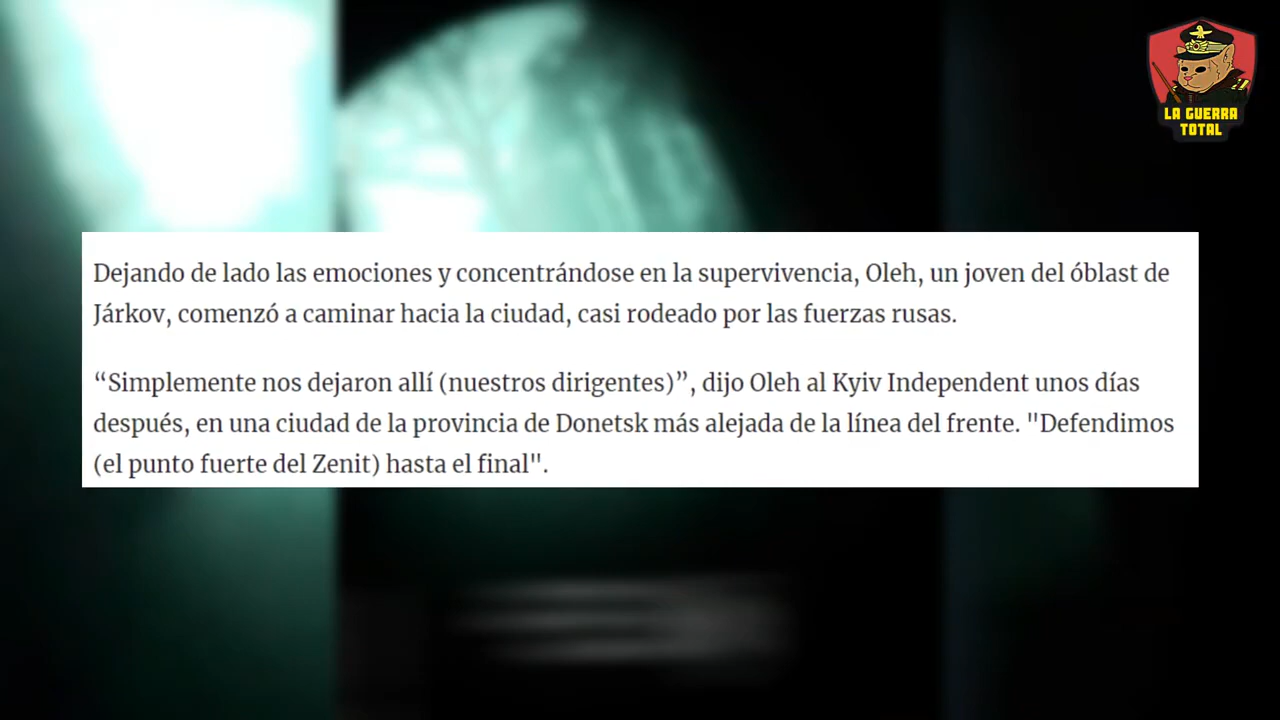 LA GUERRA
TOTAL
Dejando de lado las emociones y concentrándose en la supervivencia, Oleh, un joven del óblast de
Járkov, comenzó a caminar hacia la ciudad, casi rodeado por las fuerzas rusas.
“Simplemente nos dejaron allí (nuestros dirigentes)”, dijo Oleh al Kyiv Independent unos días
después, en una ciudad de la provincia de Donetsk más alejada de la línea del frente. "Defendimos
(el punto fuerte del Zenit) hasta el final".